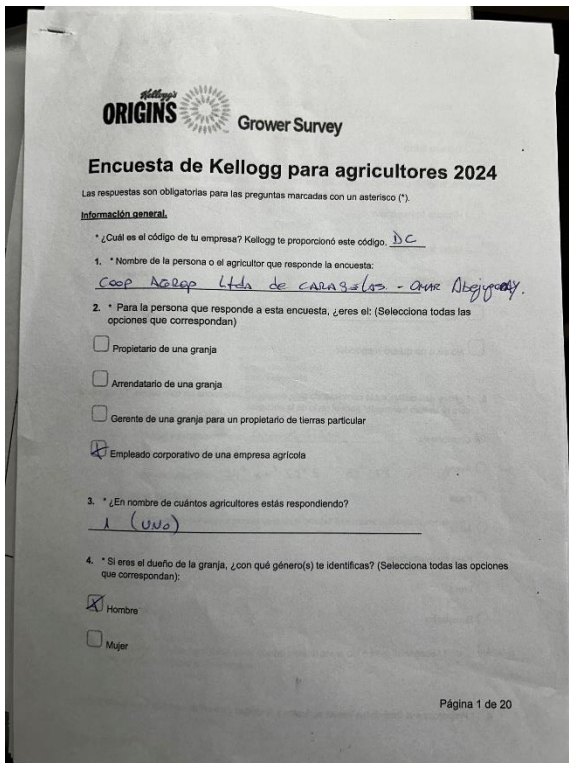 Kellogg's
ORIGINS
Grower Survey
Encuesta de Kellogg para agricultores 2024
Las respuestas son obligatorias para las preguntas marcadas con un asterisco (*).
Información general.
* ¿Cuál es el código de tu empresa? Kellogg te proporcionó este código. DC
1. * Nombre de la persona o el agricultor que responde la encuesta:
COOP AGROP Ltda de CARABELAS. - OMAR
2. * Para la persona que responde a esta encuesta, ¿eres el: (Selecciona todas las
opciones que correspondan)
Propietario de una granja
Arrendatario de una granja
Gerente de una granja para un propietario de tierras particular
X Empleado corporativo de una empresa agrícola
3. * ¿En nombre de cuántos agricultores estás respondiendo?
1 (UNO)
4. * Si eres el dueño de la granja, ¿con qué género(s) te identificas? (Selecciona todas las opciones
que correspondan):
X Hombre
Mujer
Página 1 de 20